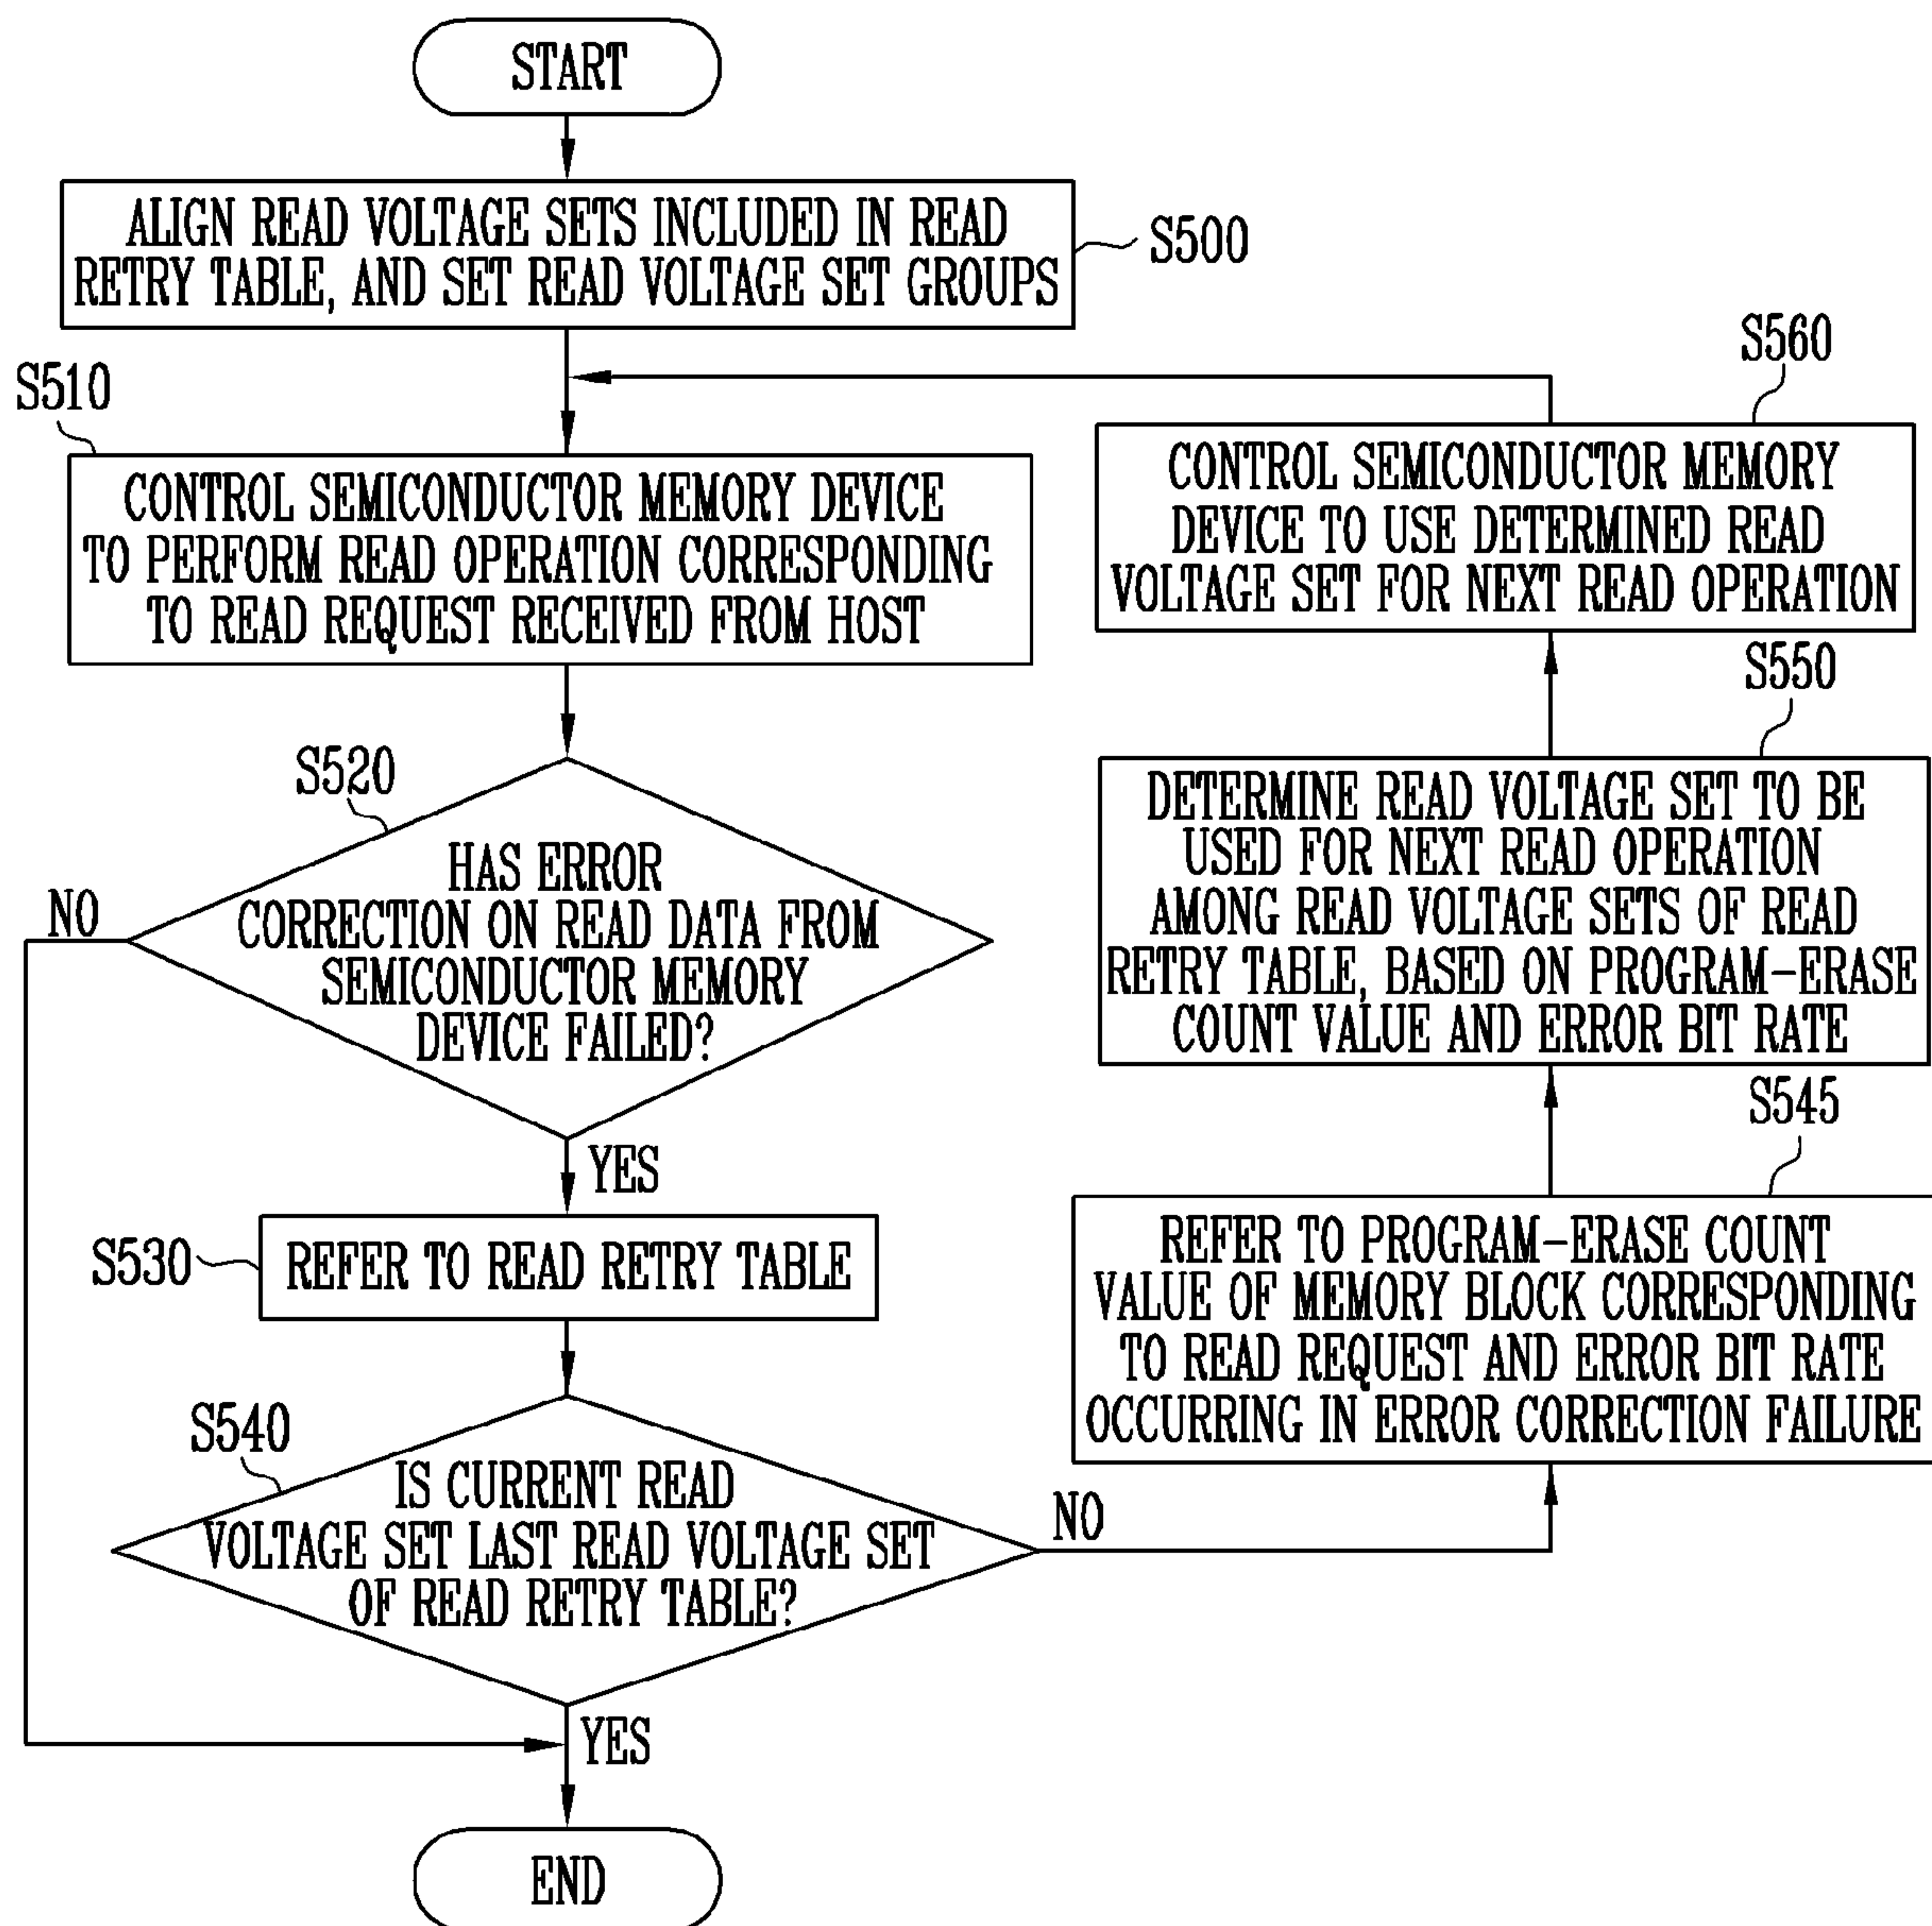 START
ALIGN READ VOLTAGE SETS INCLUDED IN READ
RETRY TABLE, AND SET READ VOLTAGE SET GROUPS
S500
S510
CONTROL SEMICONDUCTOR MEMORY DEVICE
TO PERFORM READ OPERATION CORRESPONDING
TO READ REQUEST RECEIVED FROM HOST
S520
HAS ERROR
CORRECTION ON READ DATA FROM
SEMICONDUCTOR MEMORY
DEVICE FAILED?
NO
YES
S530
REFER TO READ RETRY TABLE
S540
IS CURRENT READ
VOLTAGE SET LAST READ VOLTAGE SET
OF READ RETRY TABLE?
NO
YES
END
S545
REFER TO PROGRAM-ERASE COUNT
VALUE OF MEMORY BLOCK CORRESPONDING
TO READ REQUEST AND ERROR BIT RATE
OCCURRING IN ERROR CORRECTION FAILURE
S550
DETERMINE READ VOLTAGE SET TO BE
USED FOR NEXT READ OPERATION
AMONG READ VOLTAGE SETS OF READ
RETRY TABLE, BASED ON PROGRAM-ERASE
COUNT VALUE AND ERROR BIT RATE
S560
CONTROL SEMICONDUCTOR MEMORY
DEVICE TO USE DETERMINED READ
VOLTAGE SET FOR NEXT READ OPERATION